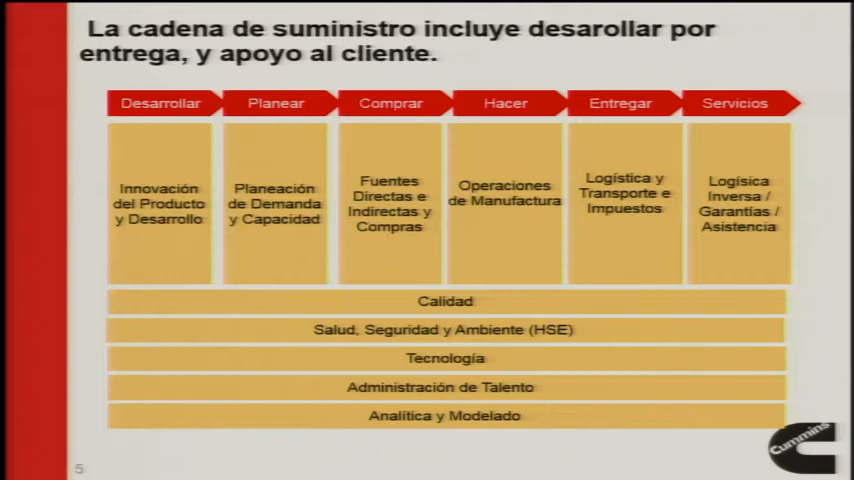 La cadena de suministro incluye desarollar por
entrega, y apoyo al cliente.
Desarrollar
Planear
Comprar
Hacer
Entregar
Servicios
Innovación
del Producto
y Desarrollo
Planeación
de Demanda
y Capacidad
Fuentes
Directas e
Indirectas y
Compras
Operaciones
de Manufactura
Logística y
Transporte e
Impuestos
Logísica
Inversa /
Garantías /
Asistencia
Calidad
Salud, Seguridad y Ambiente (HSE)
Tecnología
Administración de Talento
Analítica y Modelado
5
Cummins